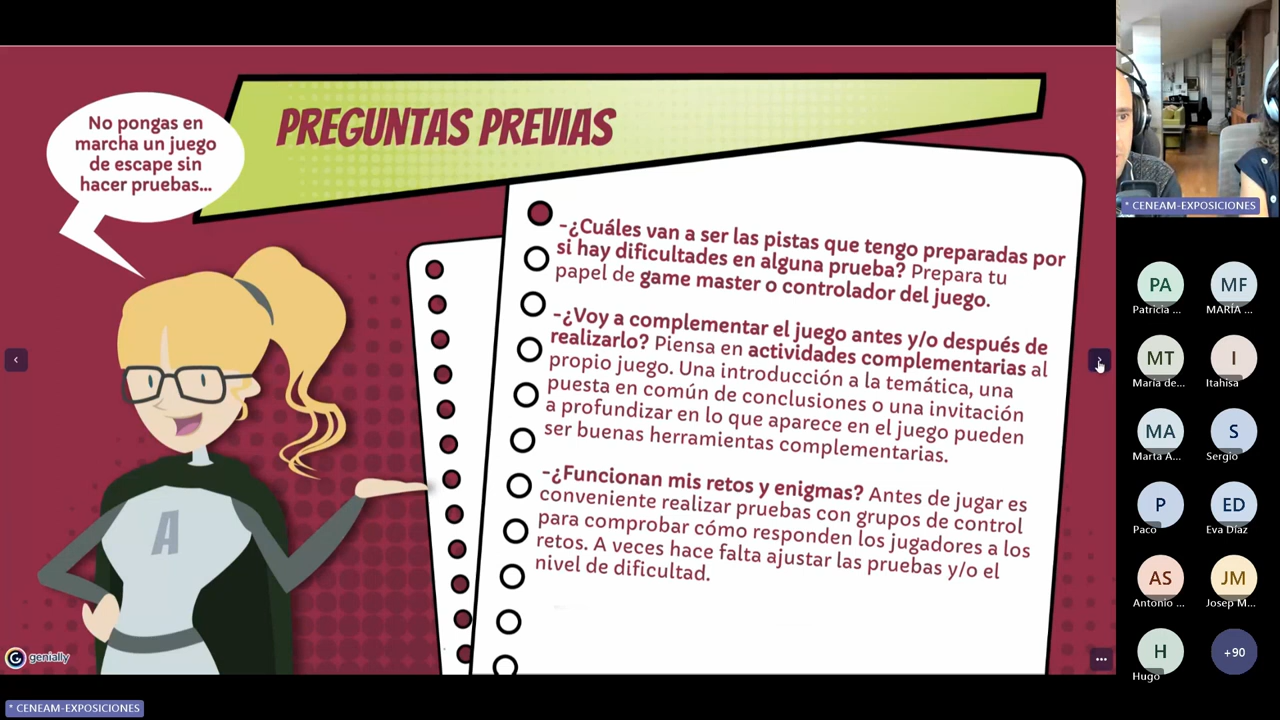 PREGUNTAS PREVIAS
No pongas en
marcha un juego
de escape sin
hacer pruebas...
-¿Cuáles van a ser las pistas que tengo preparadas por
si hay dificultades en alguna prueba? Prepara tu
papel de game master o controlador del juego.
-¿Voy a complementar el juego antes y/o después de
realizarlo? Piensa en actividades complementarias al
propio juego. Una introducción a la temática, una
puesta en común de conclusiones o una invitación
a profundizar en lo que aparece en el juego pueden
ser buenas herramientas complementarias.
-¿Funcionan mis retos y enigmas? Antes de jugar es
conveniente realizar pruebas con grupos de control
para comprobar cómo responden los jugadores a los
retos. A veces hace falta ajustar las pruebas y/o el
nivel de dificultad.
A
genially
* CENEAM-EXPOSICIONES
* CENEAM-EXPOSICIONES
PA
Patricia ...
MF
MARÍA ...
MT
María de...
I
Itahisa
MA
Marta A...
S
Sergio
P
Paco
ED
Eva Díaz
AS
Antonio ...
JM
Josep M...
H
Hugo
+90